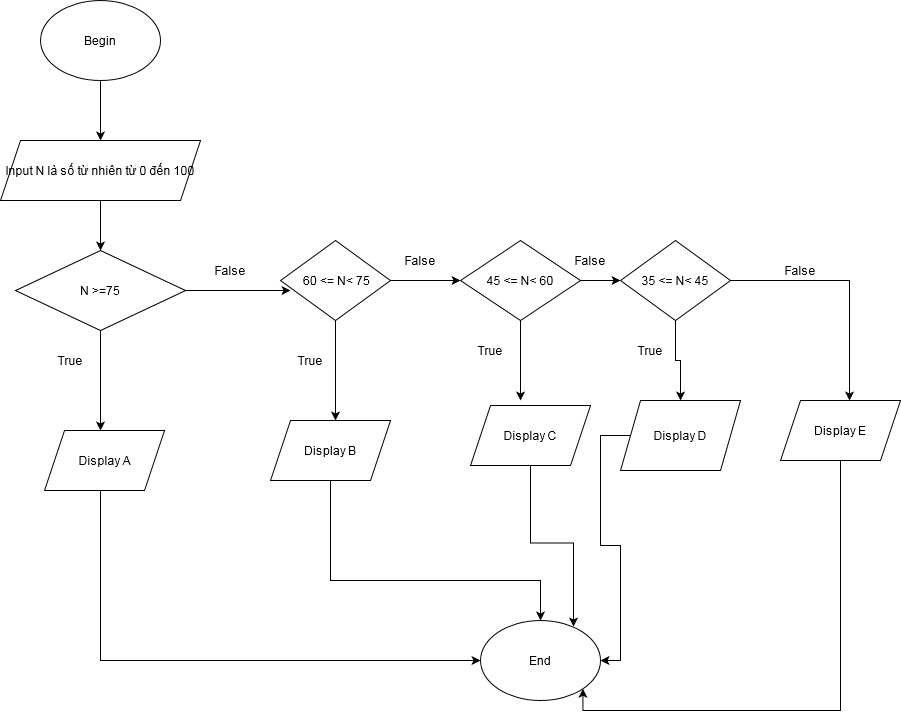 Begin
Input N là số từ nhiên từ 0 đến 100
N >=75
False
60 <= N< 75
False
45 <= N< 60
False
35 <= N< 45
False
True
True
True
True
Display A
Display B
Display C
Display D
Display E
End